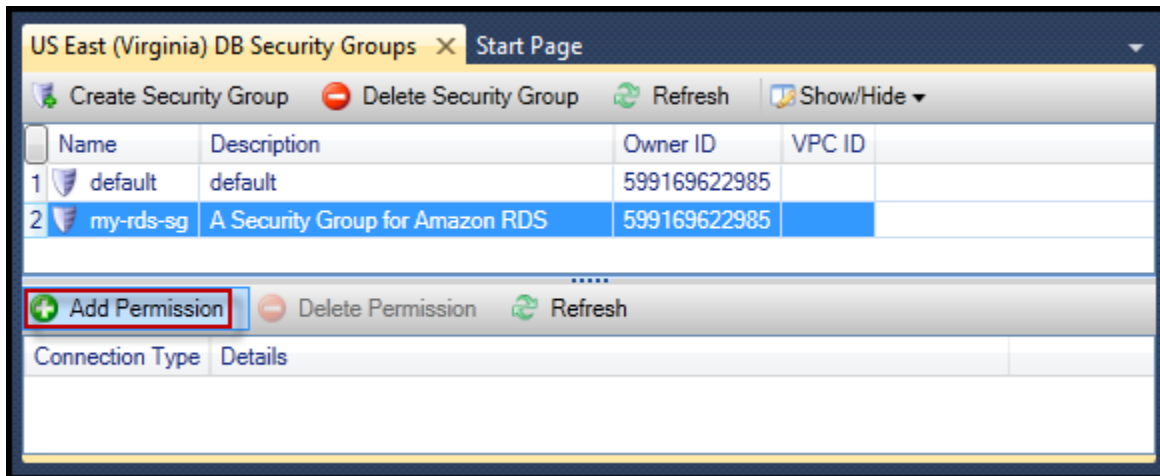 US East (Virginia) DB Security Groups Start Page
Create Security Group Delete Security Group Refresh Show/Hide
Name Description Owner ID VPC ID
1 default default 599169622985
2 my-rds-sg A Security Group for Amazon RDS 599169622985
Add Permission Delete Permission Refresh
Connection Type Details